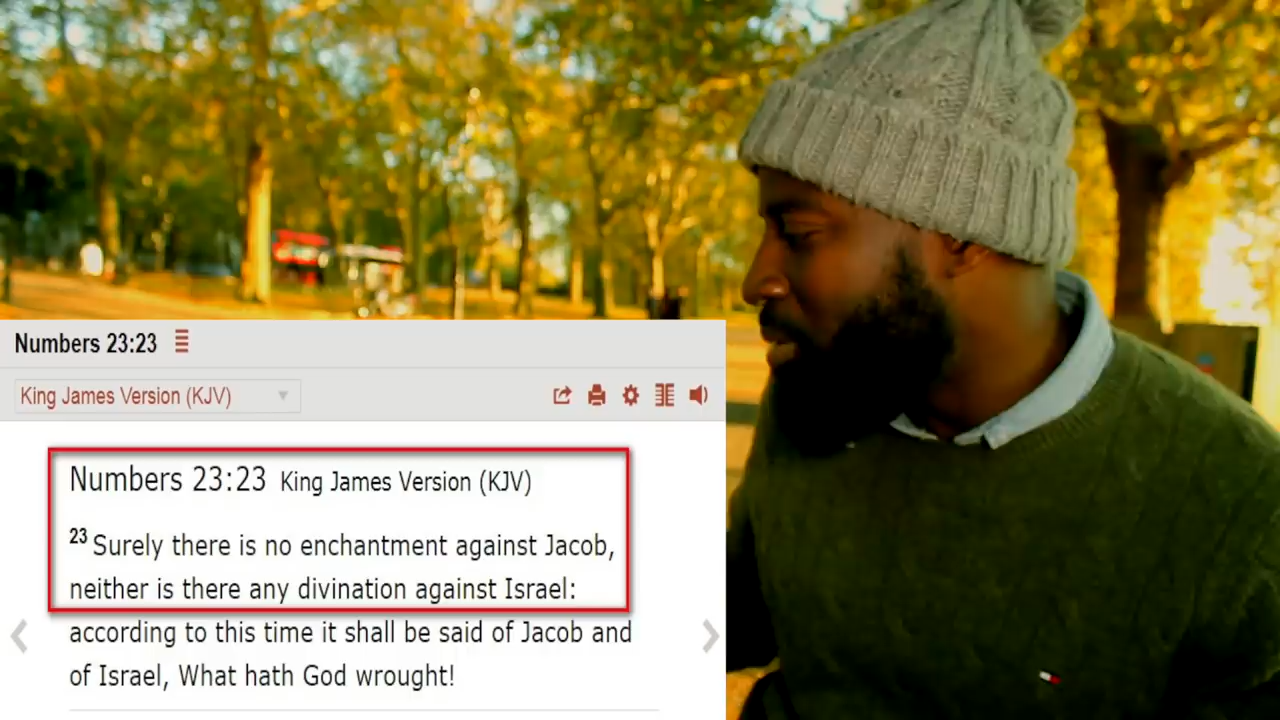 Numbers 23:23
King James Version (KJV)
Numbers 23:23 King James Version (KJV)
23 Surely there is no enchantment against Jacob,
neither is there any divination against Israel:
according to this time it shall be said of Jacob and
of Israel, What hath God wrought!